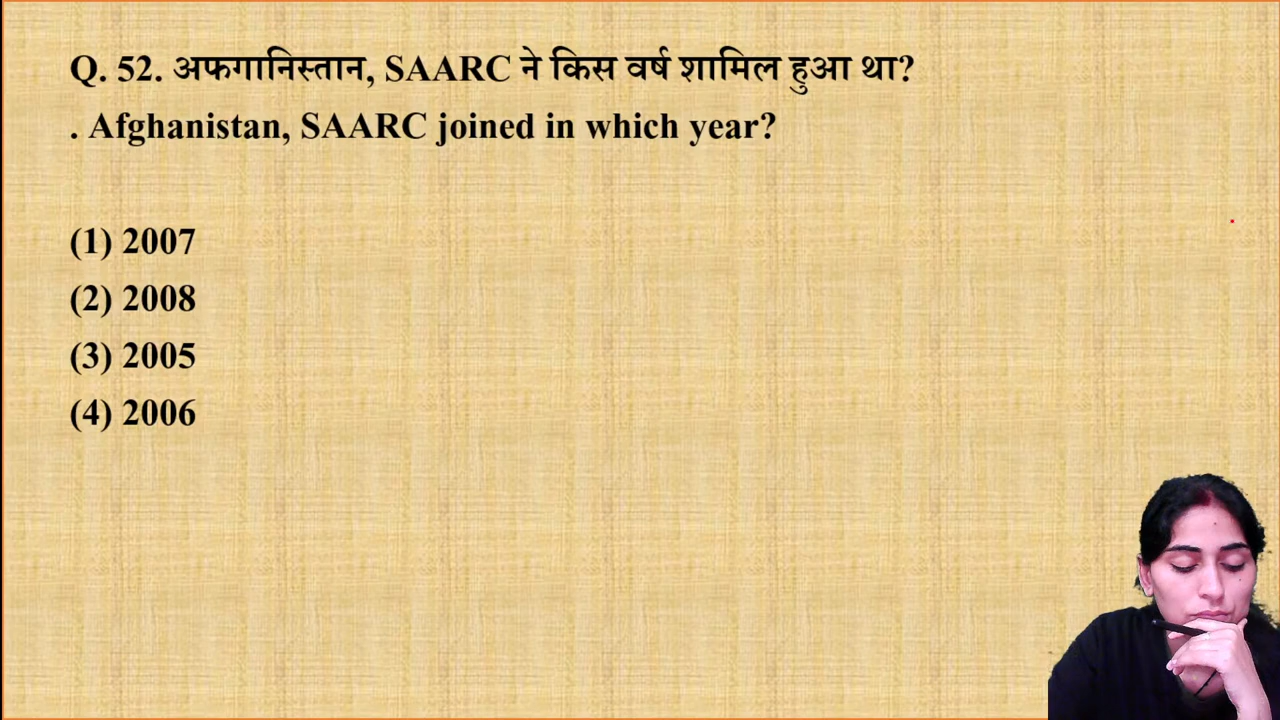 Q. 52. अफगानिस्तान, SAARC ने किस वर्ष शामिल हुआ था?
. Afghanistan, SAARC joined in which year?
(1) 2007
(2) 2008
(3) 2005
(4) 2006